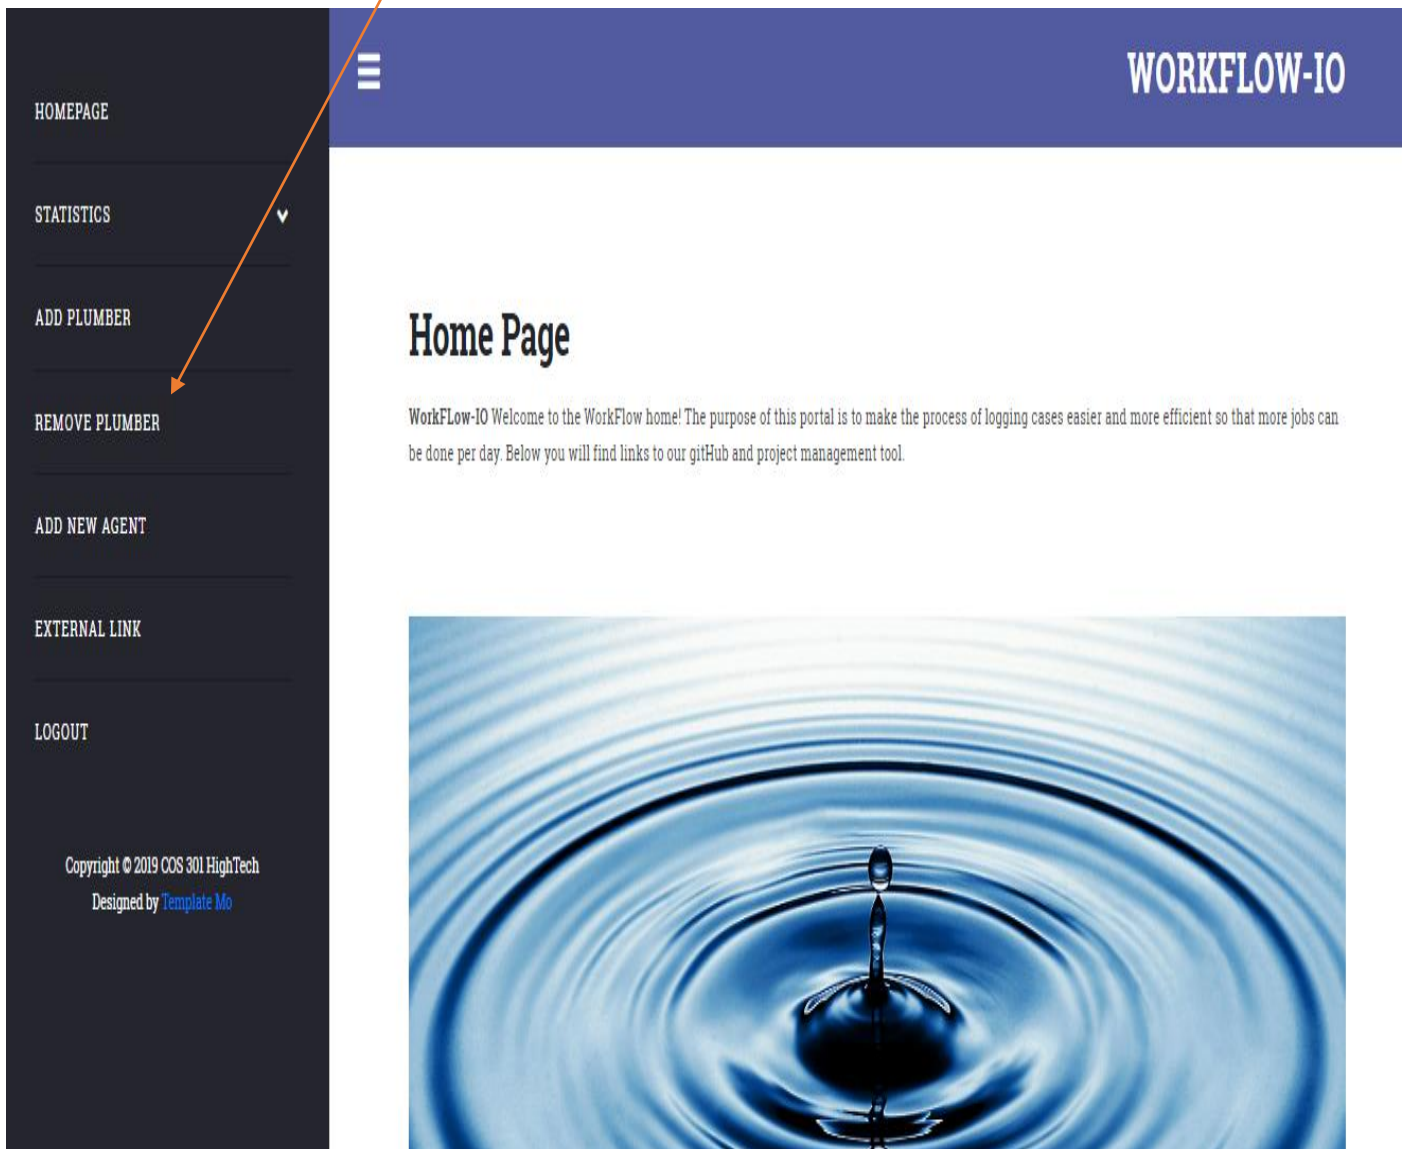 HOMEPAGE
STATISTICS
ADD PLUMBER
REMOVE PLUMBER
ADD NEW AGENT
EXTERNAL LINK
LOGOUT
Copyright © 2019 COS 301 HighTech
Designed by Template Mo
WORKFLOW-IO
Home Page
WorkFLow-IO Welcome to the WorkFlow home! The purpose of this portal is to make the process of logging cases easier and more efficient so that more jobs can
be done per day. Below you will find links to our gitHub and project management tool.